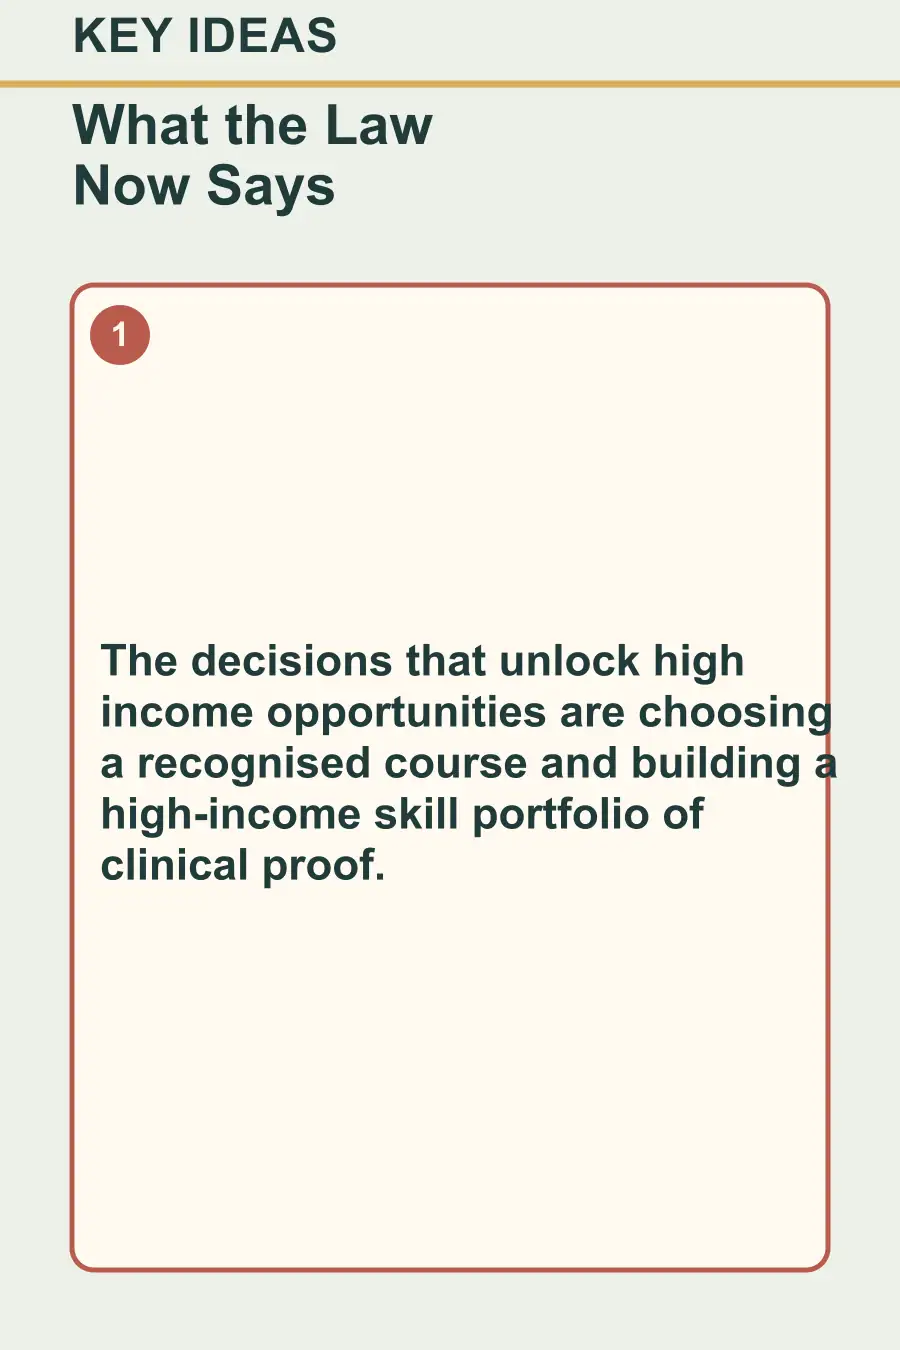 KEY IDEAS
What the Law
Now Says
1
The decisions that unlock high
income opportunities are choosing
a recognised course and building a
high-income skill portfolio of
clinical proof.